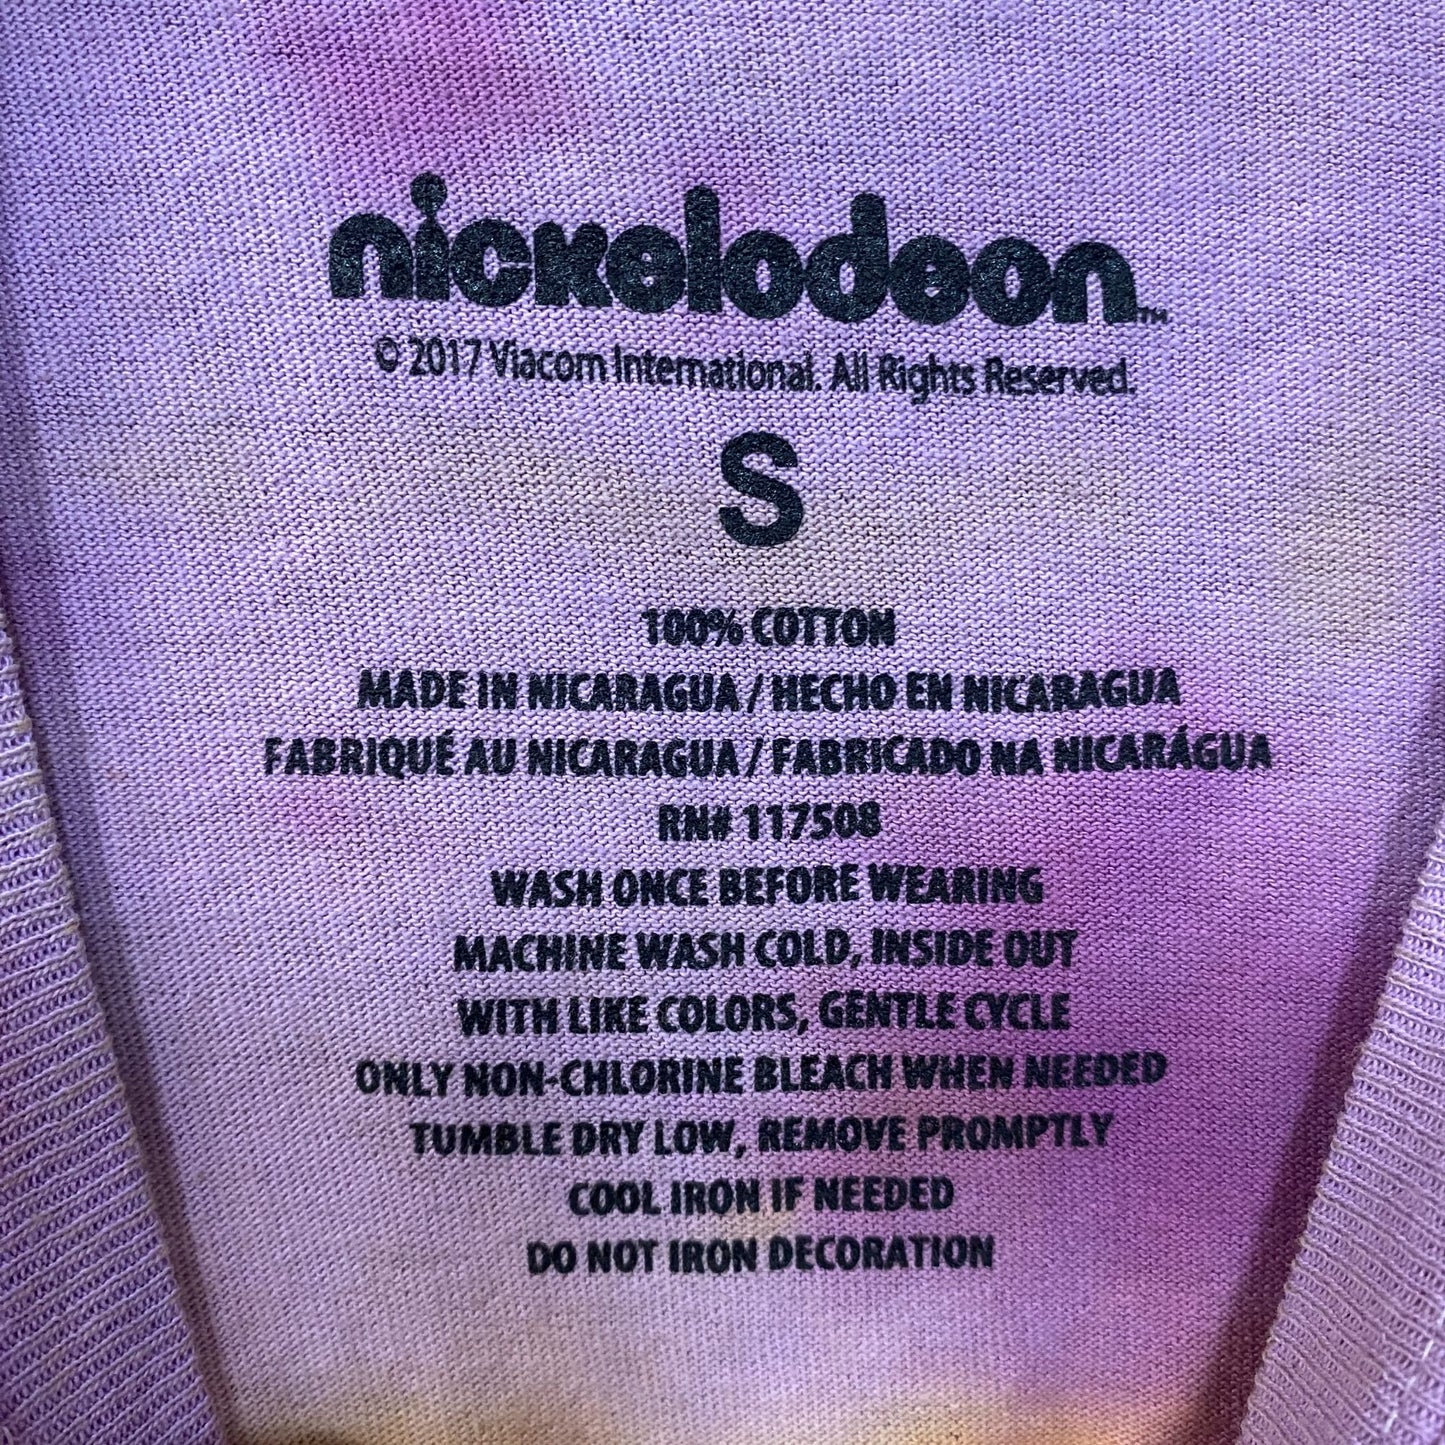 nickelodeon™
© 2017 Viacom International. All Rights Reserved.
S
100% COTTON
MADE IN NICARAGUA / HECHO EN NICARAGUA
FABRIQUÉ AU NICARAGUA / FABRICADO NA NICARÁGUA
RN# 117508
WASH ONCE BEFORE WEARING
MACHINE WASH COLD, INSIDE OUT
WITH LIKE COLORS, GENTLE CYCLE
ONLY NON-CHLORINE BLEACH WHEN NEEDED
TUMBLE DRY LOW, REMOVE PROMPTLY
COOL IRON IF NEEDED
DO NOT IRON DECORATION